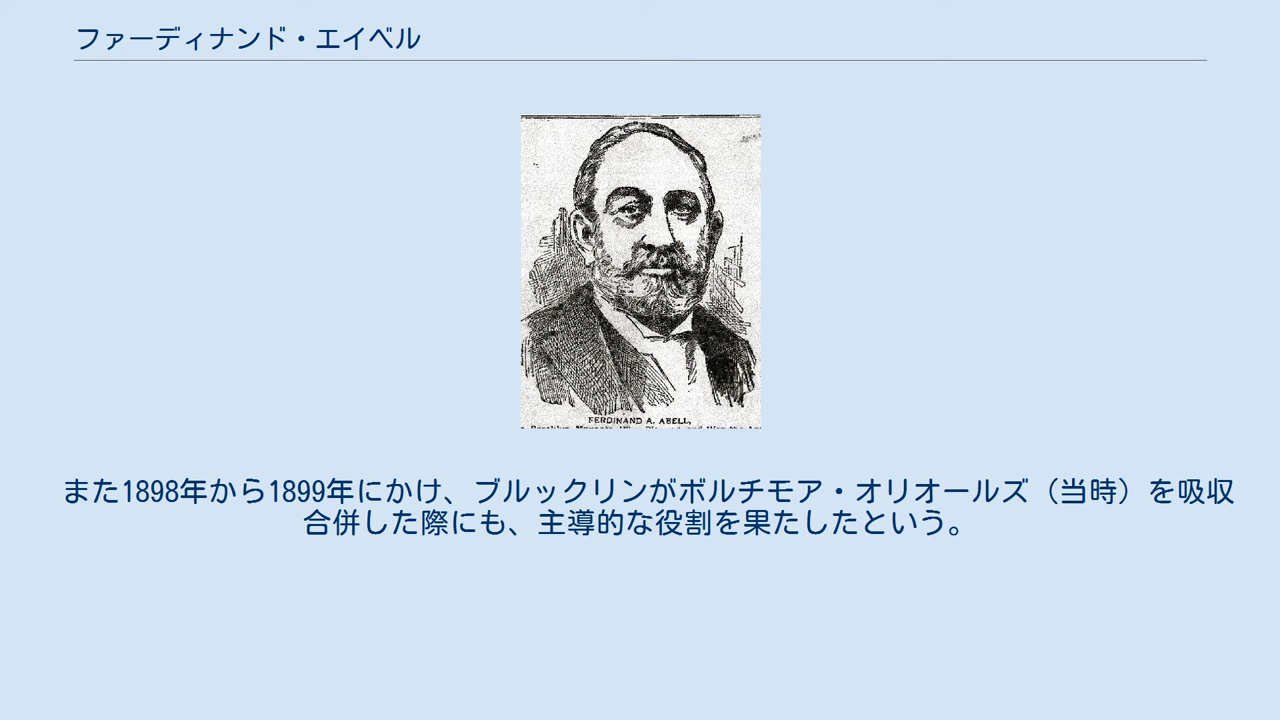 ファーディナンド・エイベル
FERDINAND A. ABELL,
また1898年から1899年にかけ、ブルックリンがボルチモア・オリオールズ（当時）を吸収
合併した際にも、主導的な役割を果たしたという。